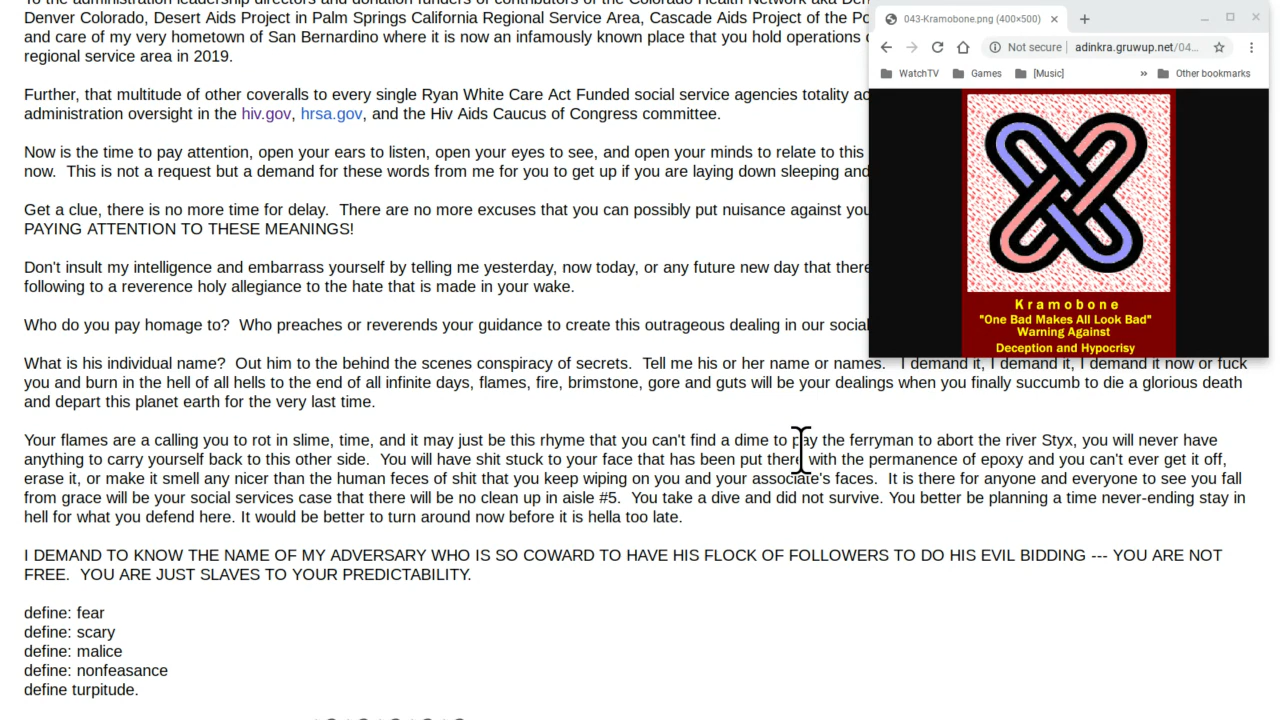 To the administration leadership directors and donation funders of contributors of the Colorado Health Network aka Den
Denver Colorado, Desert Aids Project in Palm Springs California Regional Service Area, Cascade Aids Project of the Po
and care of my very hometown of San Bernardino where it is now an infamously known place that you hold operations
regional service area in 2019.
Further, that multitude of other coveralls to every single Ryan White Care Act Funded social service agencies totality ac
administration oversight in the hiv.gov, hrsa.gov, and the Hiv Aids Caucus of Congress committee.
Now is the time to pay attention, open your ears to listen, open your eyes to see, and open your minds to relate to this
now.  This is not a request but a demand for these words from me for you to get up if you are laying down sleeping and
Get a clue, there is no more time for delay.  There are no more excuses that you can possibly put nuisance against you
PAYING ATTENTION TO THESE MEANINGS!
Don't insult my intelligence and embarrass yourself by telling me yesterday, now today, or any future new day that there
following to a reverence holy allegiance to the hate that is made in your wake.
Who do you pay homage to?  Who preaches or reverends your guidance to create this outrageous dealing in our social
What is his individual name?  Out him to the behind the scenes conspiracy of secrets.  Tell me his or her name or names.  I demand it, I demand it, I demand it now or fuck
you and burn in the hell of all hells to the end of all infinite days, flames, fire, brimstone, gore and guts will be your dealings when you finally succumb to die a glorious death
and depart this planet earth for the very last time.
Your flames are a calling you to rot in slime, time, and it may just be this rhyme that you can't find a dime to pay the ferryman to abort the river Styx, you will never have
anything to carry yourself back to this other side.  You will have shit stuck to your face that has been put there with the permanence of epoxy and you can't ever get it off,
erase it, or make it smell any nicer than the human feces of shit that you keep wiping on you and your associate's faces.  It is there for anyone and everyone to see you fall
from grace will be your social services case that there will be no clean up in aisle #5.  You take a dive and did not survive. You better be planning a time never-ending stay in
hell for what you defend here. It would be better to turn around now before it is hella too late.
I DEMAND TO KNOW THE NAME OF MY ADVERSARY WHO IS SO COWARD TO HAVE HIS FLOCK OF FOLLOWERS TO DO HIS EVIL BIDDING --- YOU ARE NOT
FREE.  YOU ARE JUST SLAVES TO YOUR PREDICTABILITY.
define: fear
define: scary
define: malice
define: nonfeasance
define turpitude.
043-Kramobone.png (400×500)
Not secure | adinkra.gruwup.net/04...
WatchTV Games [Music] » Other bookmarks
Kramobone
"One Bad Makes All Look Bad"
Warning Against
Deception and Hypocrisy